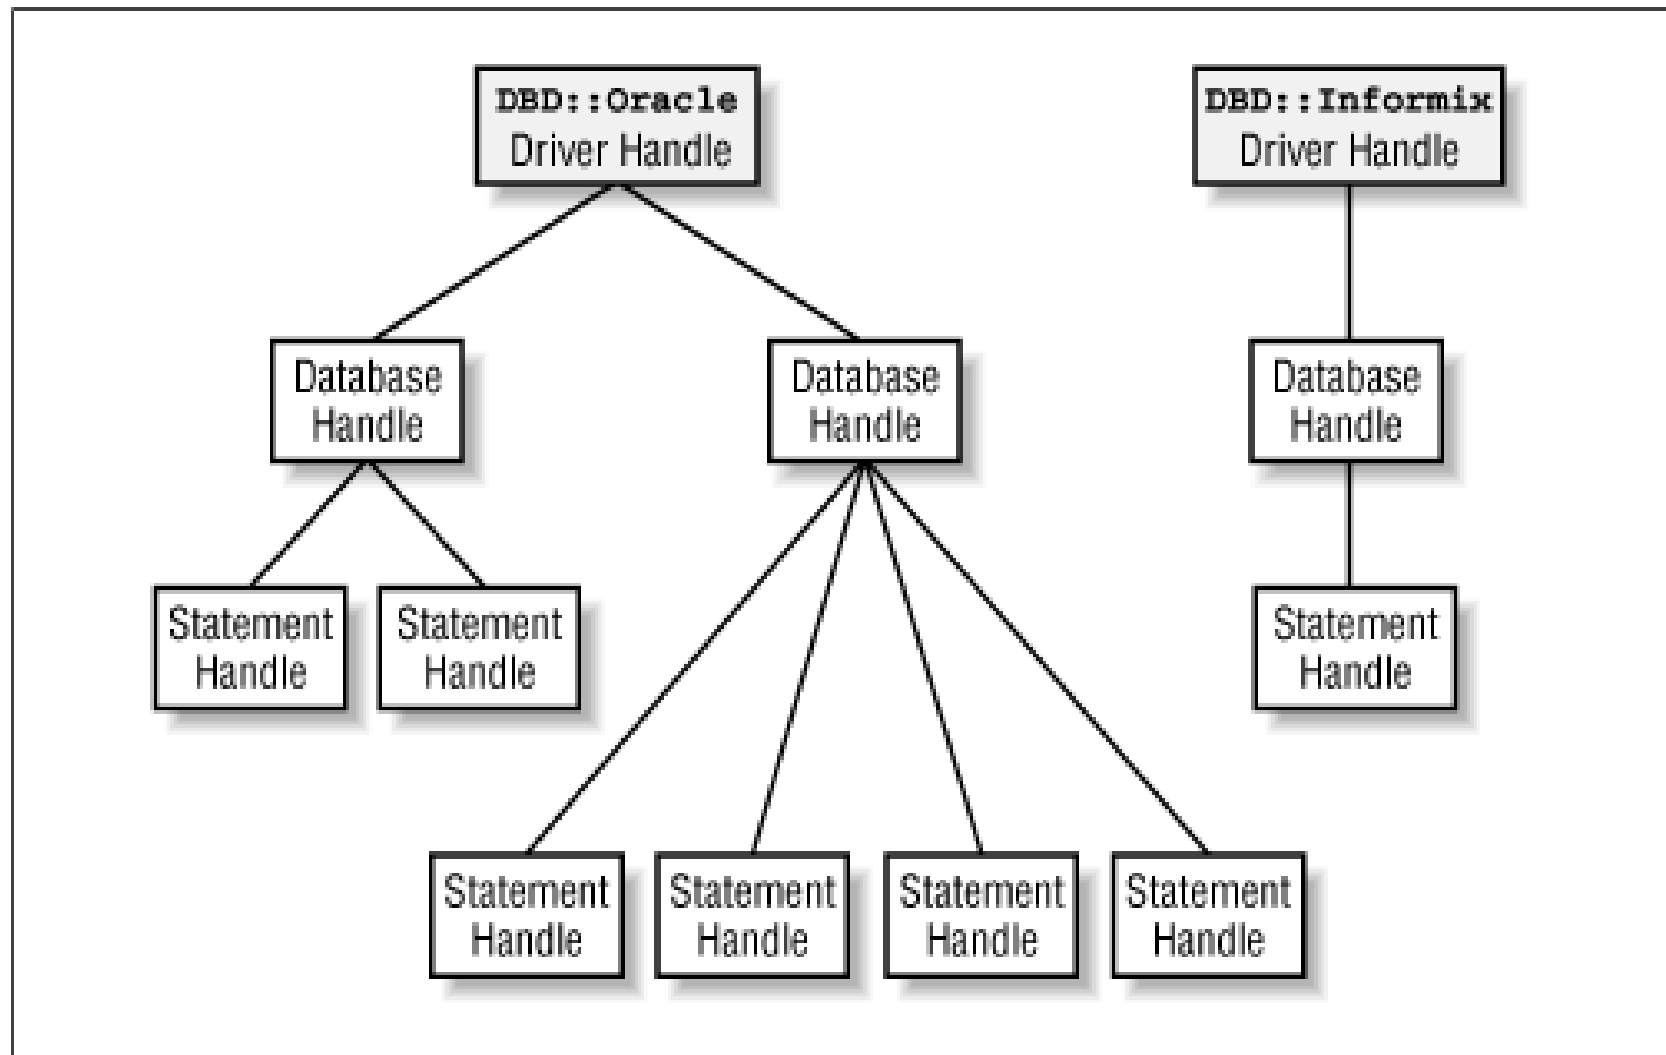 DBD::Oracle
Driver Handle
DBD::Informix
Driver Handle
Database
Handle
Database
Handle
Database
Handle
Statement
Handle
Statement
Handle
Statement
Handle
Statement
Handle
Statement
Handle
Statement
Handle
Statement
Handle